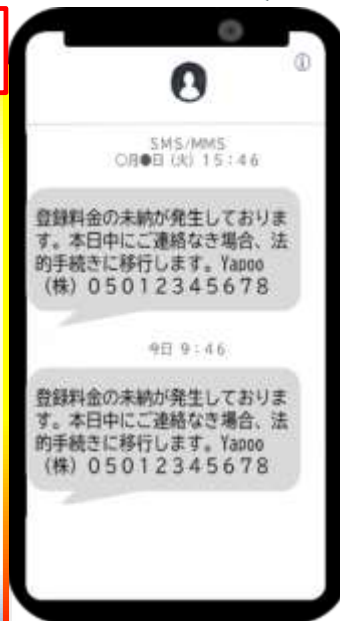 SMS/MMS
○月●日 (火) 15:46
登録料金の未納が発生しておりま
す。本日中にご連絡なき場合、法
的手続きに移行します。Yapoo
(株) 05012345678
今日 9:46
登録料金の未納が発生しておりま
す。本日中にご連絡なき場合、法
的手続きに移行します。Yapoo
(株) 05012345678